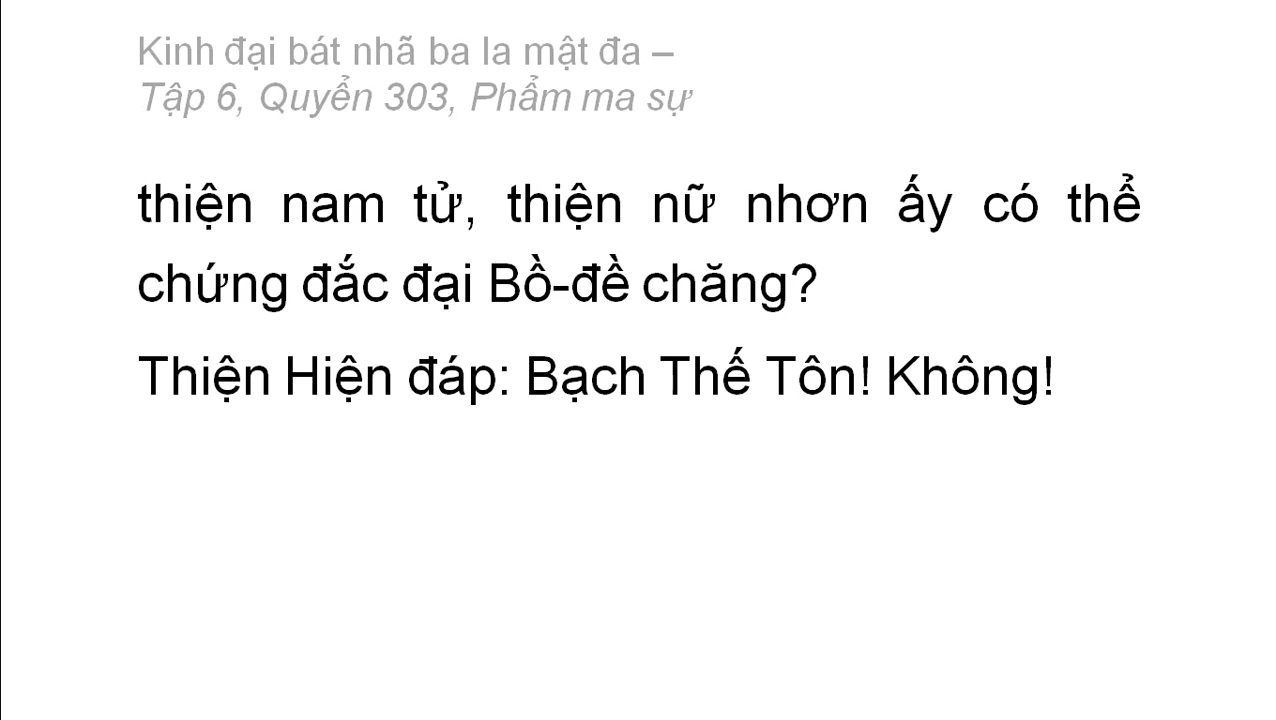 Kinh đại bát nhã ba la mật đa –
Tập 6, Quyển 303, Phẩm ma sự
thiện nam tử, thiện nữ nhơn ấy có thể
chứng đắc đại Bồ-đề chăng?
Thiện Hiện đáp: Bạch Thế Tôn! Không!